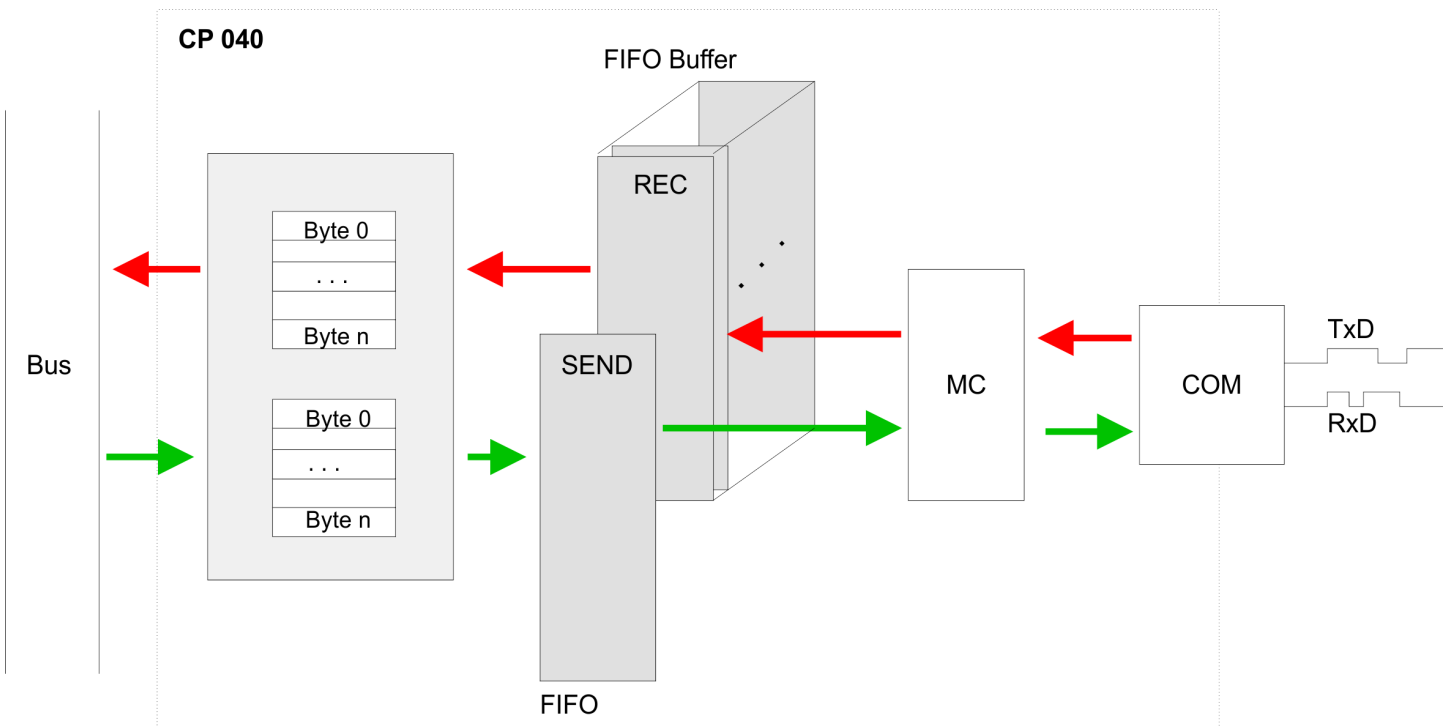 CP 040
FIFO Buffer
REC
Byte 0
. . .
Byte n
Bus
SEND
MC
COM
TxD
RxD
Byte 0
. . .
Byte n
FIFO